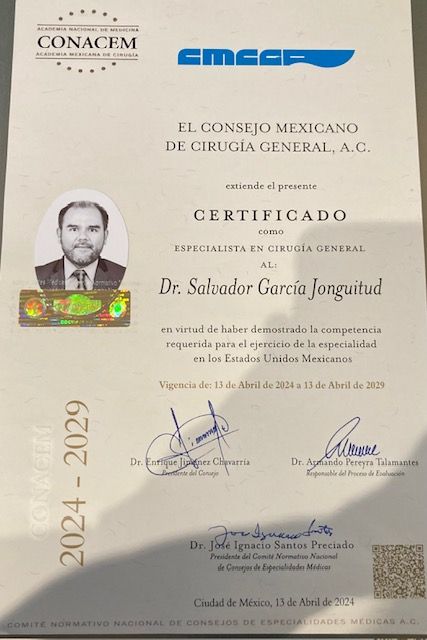 ACADEMIA NACIONAL DE MEDICINA
CONACEM
ACADEMIA MEXICANA DE CIRUGÍA
CMCGAC
EL CONSEJO MEXICANO
DE CIRUGÍA GENERAL, A.C.
extiende el presente
CERTIFICADO
como
ESPECIALISTA EN CIRUGÍA GENERAL
AL:
Dr. Salvador García Jonguitud
en virtud de haber demostrado la competencia
requerida para el ejercicio de la especialidad
en los Estados Unidos Mexicanos
Vigencia de: 13 de Abril de 2024 a 13 de Abril de 2029
CONACEM
2024 - 2029
Dr. Enrique Jiménez Chavarría
Presidente del Consejo
Dr. Armando Pereyra Talamantes
Responsable del Proceso de Evaluación
Dr. José Ignacio Santos Preciado
Presidente del Comité Normativo Nacional
de Consejos de Especialidades Médicas
Ciudad de México, 13 de Abril de 2024
COMITÉ NORMATIVO NACIONAL DE CONSEJOS DE ESPECIALIDADES MÉDICAS A.C.